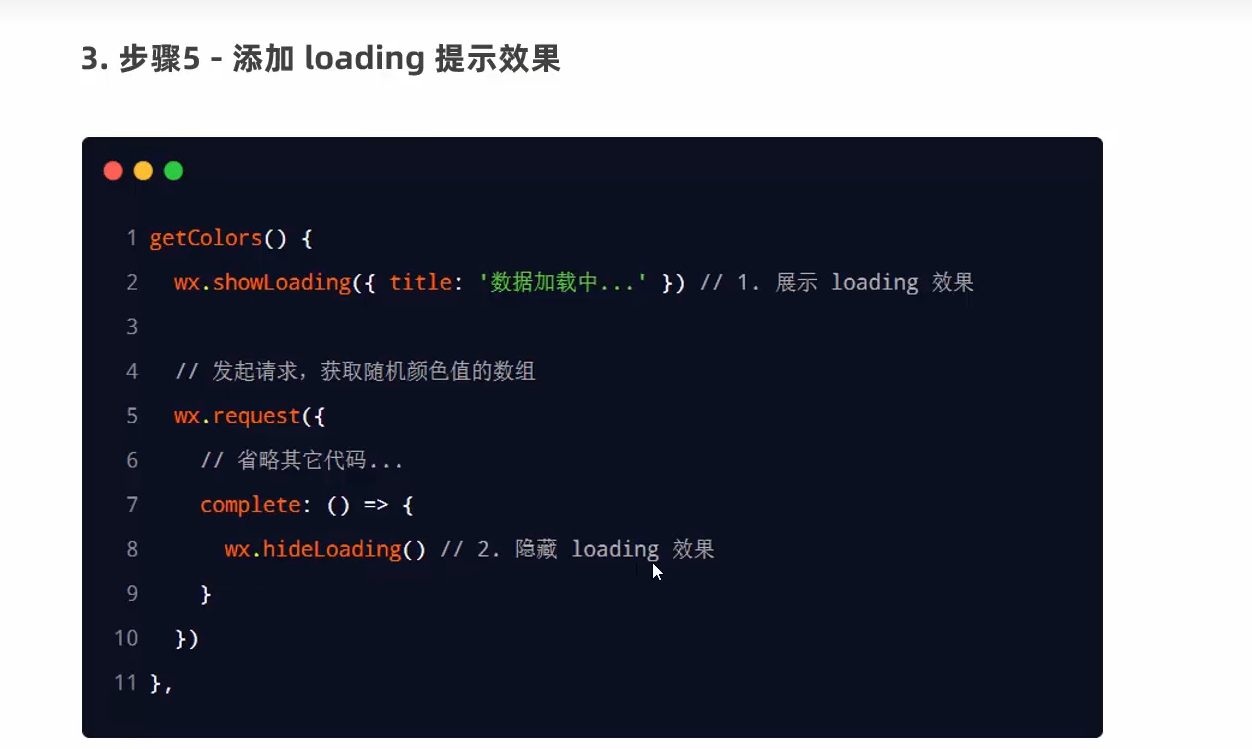 3. 步骤5 - 添加 loading 提示效果
1 getColors() {
2 wx.showLoading({ title: '数据加载中...' }) // 1. 展示 loading 效果
3
4 // 发起请求，获取随机颜色值的数组
5 wx.request({
6 // 省略其它代码...
7 complete: () => {
8 wx.hideLoading() // 2. 隐藏 loading 效果
9 }
10 })
11 },